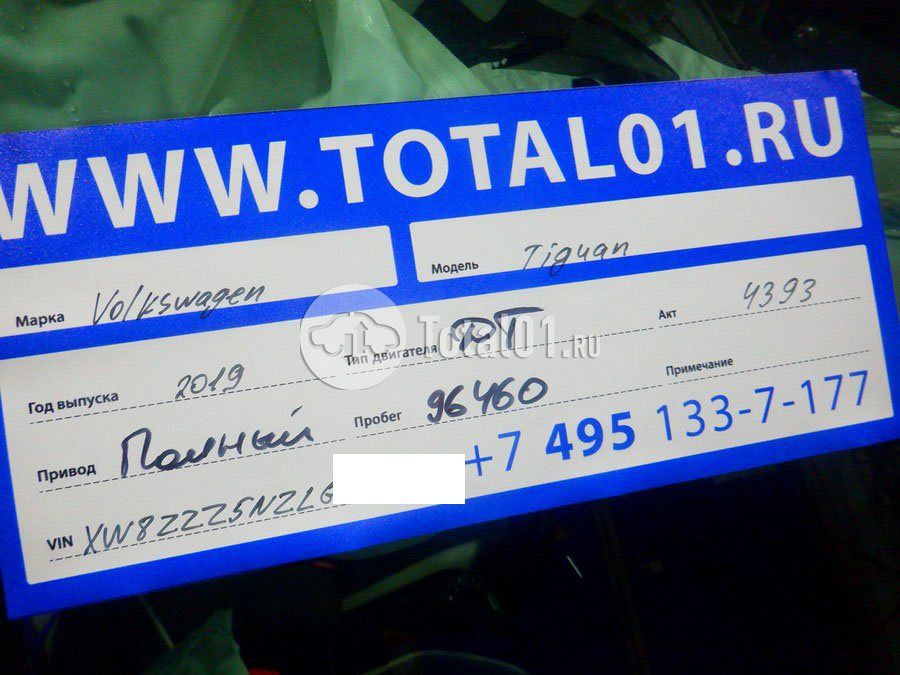 WWW.TOTAL01.RU
Марка Volkswagen Модель Tiguan
Год выпуска 2019 Тип двигателя Акт 4393
Привод Полный Пробег 96460 Примечание
VIN XW8ZZZ5NZLG +7 495 133-7-177
Total01.RU